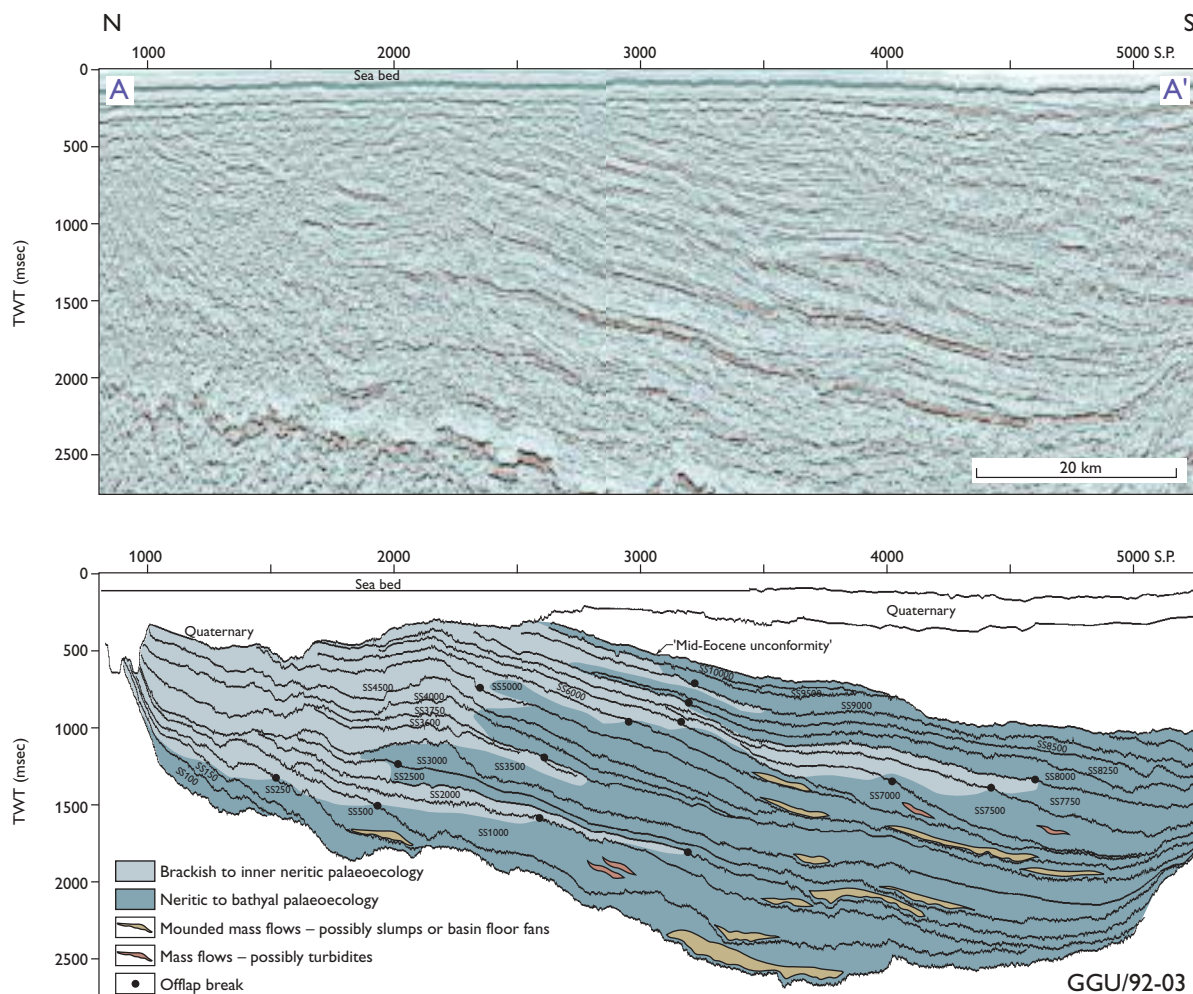 N
S
1000 2000 3000 4000 5000 S.P.
0
Sea bed
A
A'
500
1000
TWT (msec)
1500
2000
2500
20 km
1000 2000 3000 4000 5000 S.P.
0
Sea bed
Quaternary
Quaternary
'Mid-Eocene unconformity'
500
SS10000
SS9500
SS9000
SS4500
SS5000
SS6000
SS4000
SS3750
SS3600
1000
TWT (msec)
SS8500
SS8250
SS8000
SS7750
SS7500
SS7000
SS3500
SS3000
SS2500
SS2000
SS150
SS100
SS250
1500
SS500
SS1000
Brackish to inner neritic palaeoecology
2000
Neritic to bathyal palaeoecology
Mounded mass flows – possibly slumps or basin floor fans
Mass flows – possibly turbidites
2500
Offlap break
GGU/92-03